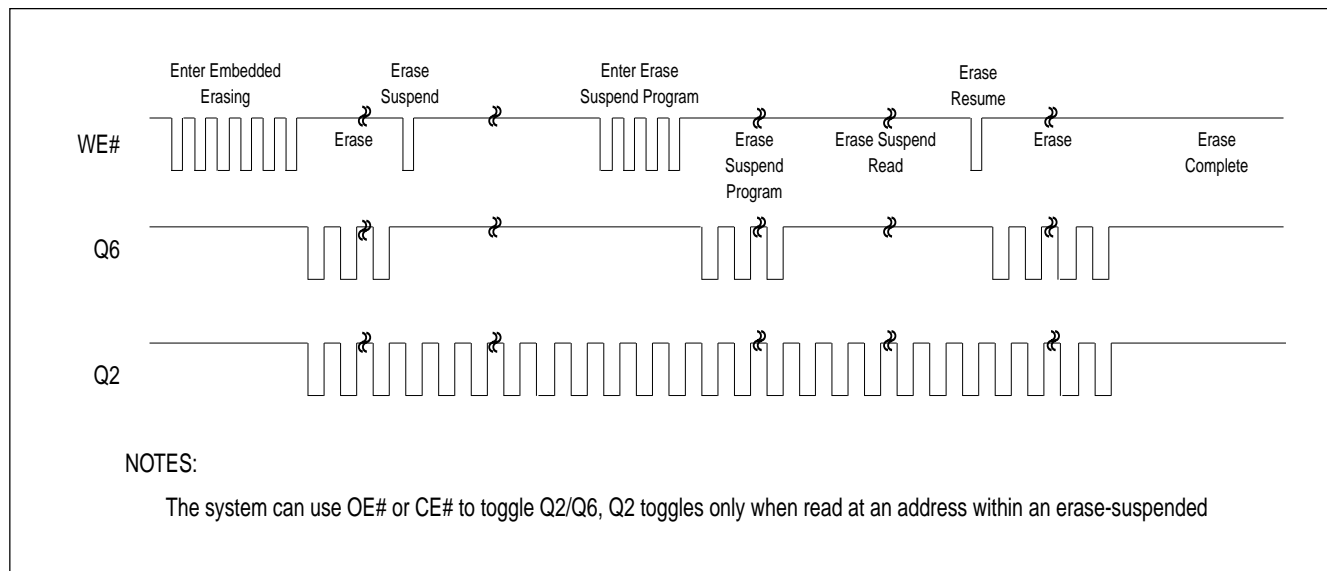 Enter Embedded
Erasing
Erase
Suspend
Enter Erase
Suspend Program
Erase
Resume
WE#
Erase
Erase
Suspend
Program
Erase Suspend
Read
Erase
Erase
Complete
Q6
Q2
NOTES:
The system can use OE# or CE# to toggle Q2/Q6, Q2 toggles only when read at an address within an erase-suspended